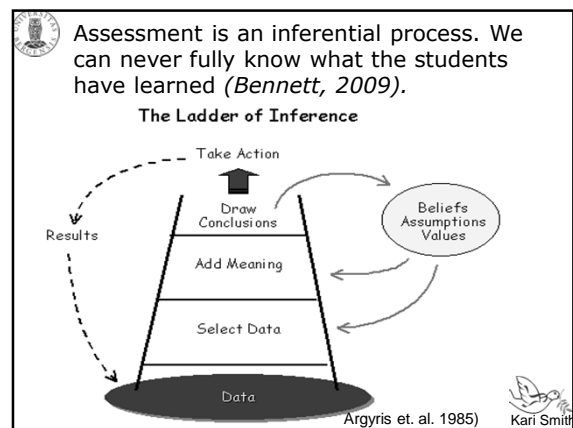 Assessment is an inferential process. We
can never fully know what the students
have learned (Bennett, 2009).
The Ladder of Inference
Take Action
Draw
Conclusions
Beliefs
Assumptions
Values
Results
Add Meaning
Select Data
Data
Argyris et. al. 1985)
Kari Smith